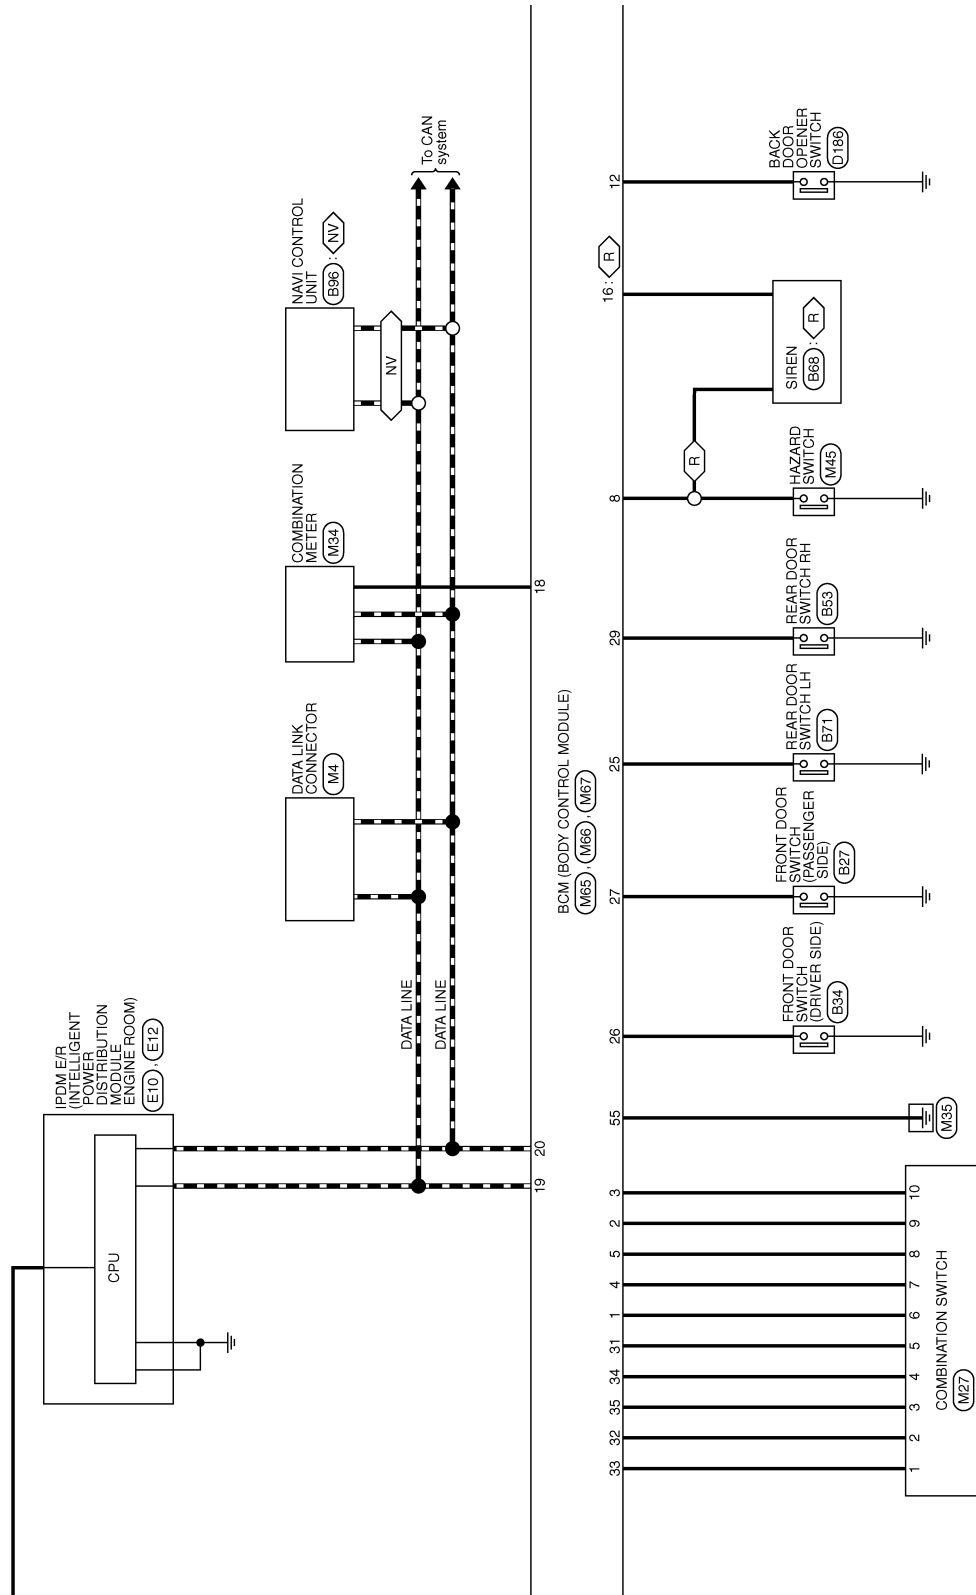 IPDM E/R
(INTELLIGENT
POWER
DISTRIBUTION
MODULE
ENGINE ROOM)
E10 , E12
CPU
DATA LINK
CONNECTOR
M4
COMBINATION
METER
M34
NAVI CONTROL
UNIT
B96 : NV
NV
To CAN
system
DATA LINE
DATA LINE
19
20
18
BCM (BODY CONTROL MODULE)
M65 , M66 , M67
33
32
35
34
31
1
4
5
2
3
55
26
27
25
29
8
16 : R
12
1
2
3
4
5
6
7
8
9
10
COMBINATION SWITCH
M27
M35
FRONT DOOR
SWITCH
(DRIVER SIDE)
B34
FRONT DOOR
SWITCH
(PASSENGER
SIDE)
B27
REAR DOOR
SWITCH LH
B71
REAR DOOR
SWITCH RH
B53
HAZARD
SWITCH
M45
R
SIREN
B68 : R
BACK
DOOR
OPENER
SWITCH
D186